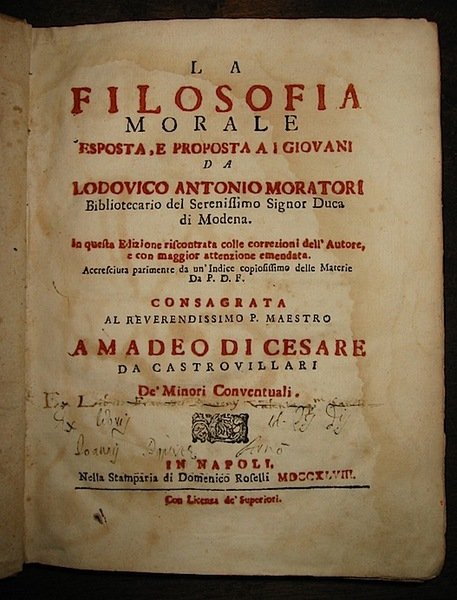 LA
FILOSOFIA
MORALE
ESPOSTA, E PROPOSTA A I GIOVANI
DA
LODOVICO ANTONIO MORATORI
Bibliotecario del Sereniſſimo Signor Duca
di Modena.
In queſta Edizione riſcontrata colle correzioni dell'Autore,
e con maggior attenzione emendata.
Accreſciuta parimente da un'Indice copioſiſſimo delle Materie
Da P. D. F.
CONSAGRATA
AL REVERENDISSIMO P. MAESTRO
AMADEO DI CESARE
DA CASTROVILLARI
De' Minori Conventuali.
Ex
Ex
IN NAPOLI,
Nella Stamparia di Domenico Roſelli MDCCXLVIII.
Con Licenza de' Superiori.